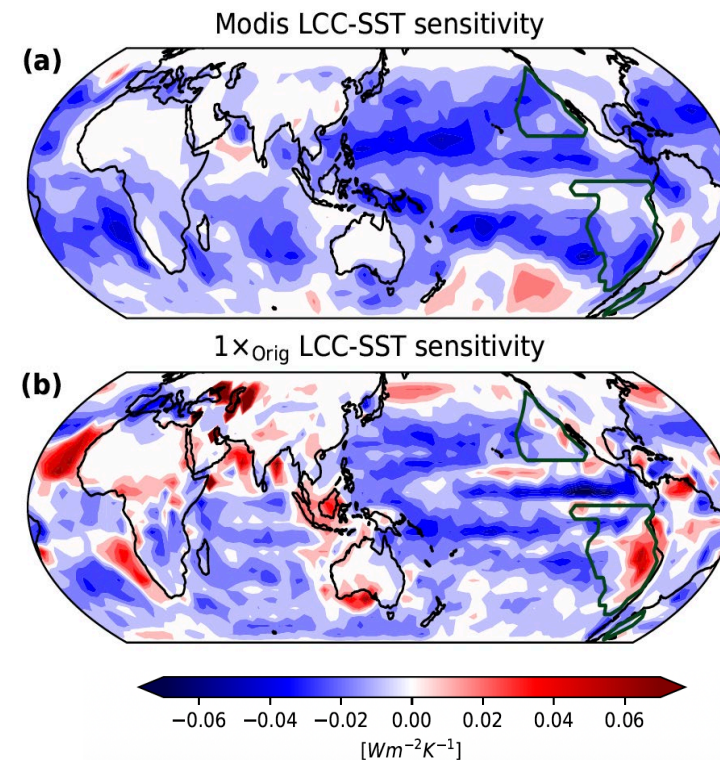 Modis LCC-SST sensitivity
(a)
1×Orig LCC-SST sensitivity
(b)
−0.06 −0.04 −0.02 0.00 0.02 0.04 0.06
[Wm−2K−1]